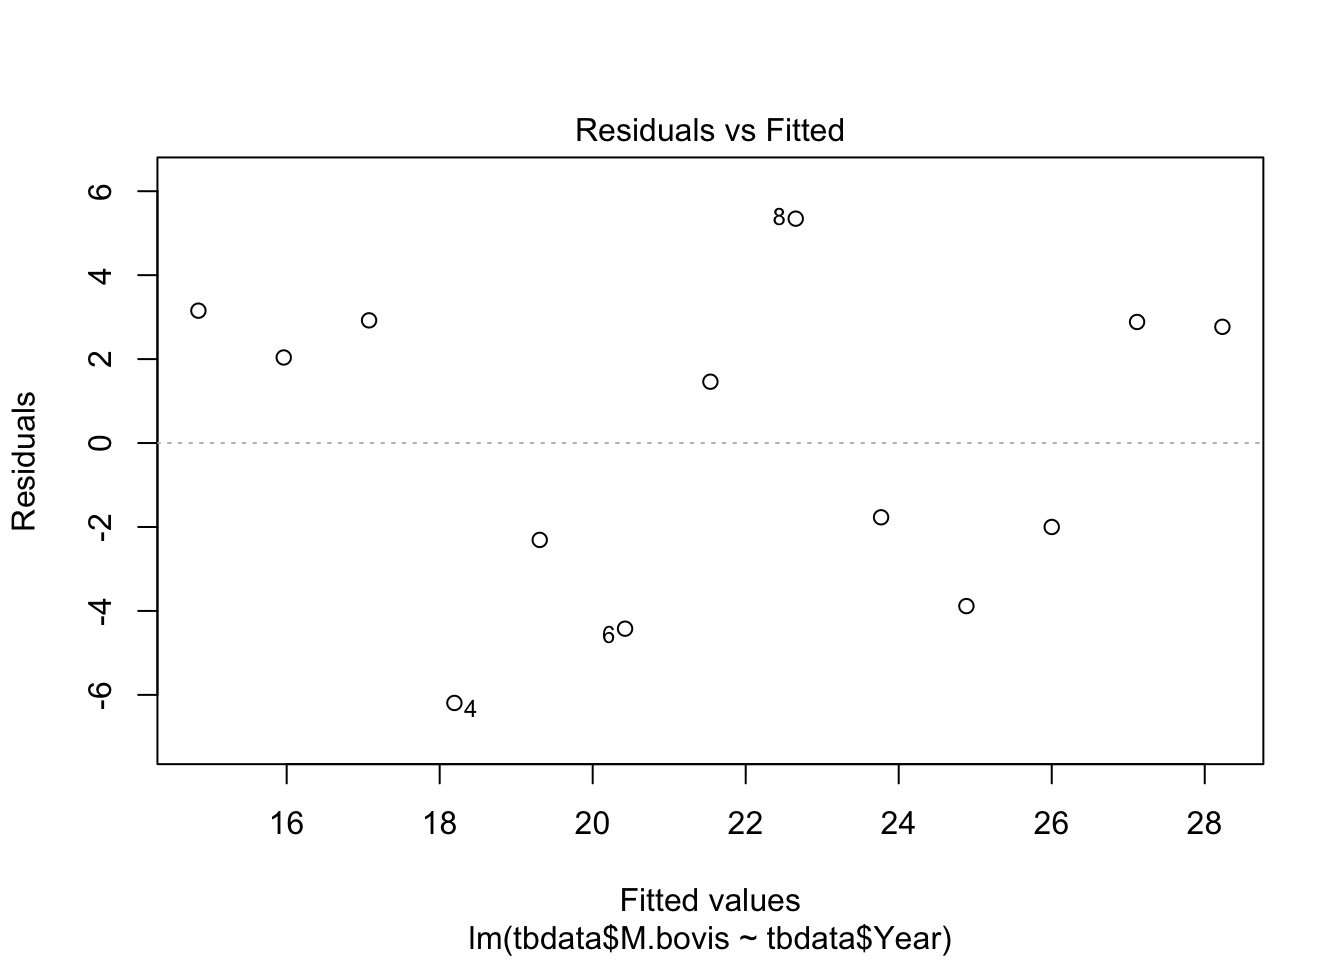 Residuals vs Fitted
6
4
2
0
-2
-4
-6
Residuals
8
6
4
16 18 20 22 24 26 28
Fitted values
lm(tbdata$M.bovis ~ tbdata$Year)